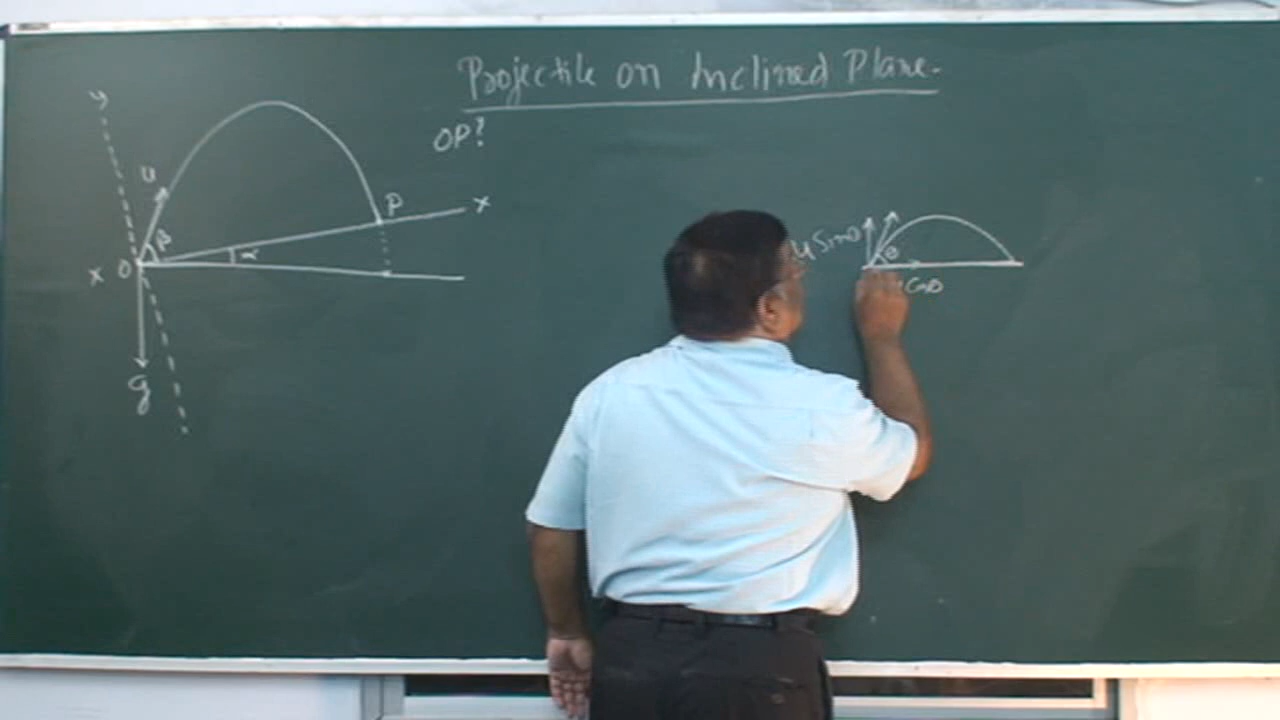 Projectile on Inclined Plane.
OP?
y
u
P
x
β
α
x O
g
u Sinθ
θ
Cosθ